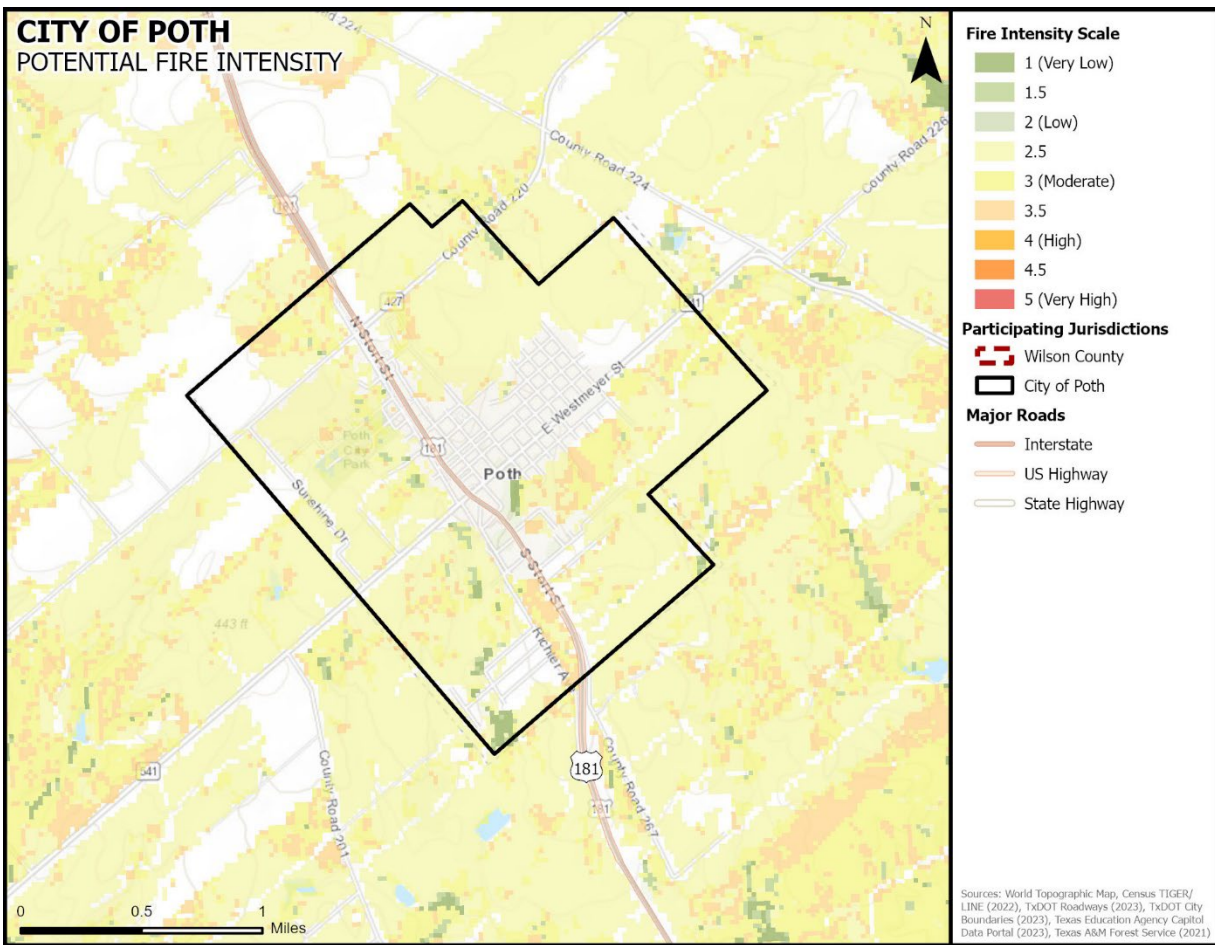 CITY OF POTH
POTENTIAL FIRE INTENSITY
N
Road 224
County Road 224
County Road 226
181
County Road 220
427
41
N Storts St
E Westmeyer St
181
Poth
City
Park
Poth
Sunshine Dr
S Storts St
443 ft
Richter A
541
County Road 201
181
181
County Road 267
0
0.5
1
Miles
Fire Intensity Scale
1 (Very Low)
1.5
2 (Low)
2.5
3 (Moderate)
3.5
4 (High)
4.5
5 (Very High)
Participating Jurisdictions
Wilson County
City of Poth
Major Roads
Interstate
US Highway
State Highway
Sources: World Topographic Map, Census TIGER/
LINE (2022), TxDOT Roadways (2023), TxDOT City
Boundaries (2023), Texas Education Agency Capitol
Data Portal (2023), Texas A&M Forest Service (2021)